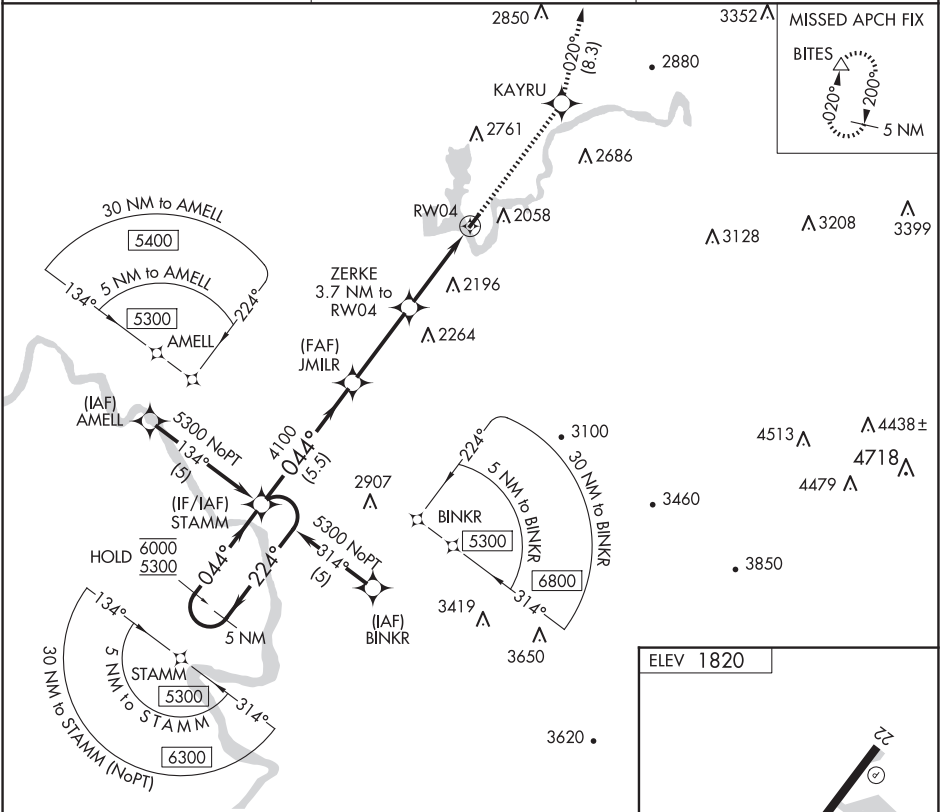 2850
3352
MISSED APCH FIX
BITES
020°
200°
5 NM
020°
(8.3)
2880
KAYRU
2761
2686
RW04
2058
3128
3208
3399
30 NM to AMELL
5400
5 NM to AMELL
134°
224°
5300
AMELL
ZERKE
3.7 NM to
RW04
2196
2264
(FAF)
JMILR
(IAF)
AMELL
5300 NoPT
134°
(5)
4100
044°
(5.5)
2907
(IF/IAF)
STAMM
HOLD
6000
5300
044°
224°
5 NM
5300 NoPT
314°
(5)
(IAF)
BINKR
224°
5 NM to BINKR
30 NM to BINKR
BINKR
5300
6800
314°
3100
3460
3850
4513
4438±
4718
4479
3419
3650
3620
134°
STAMM
5300
5 NM to STAMM
314°
30 NM to STAMM (NoPT)
6300
ELEV 1820
22
P